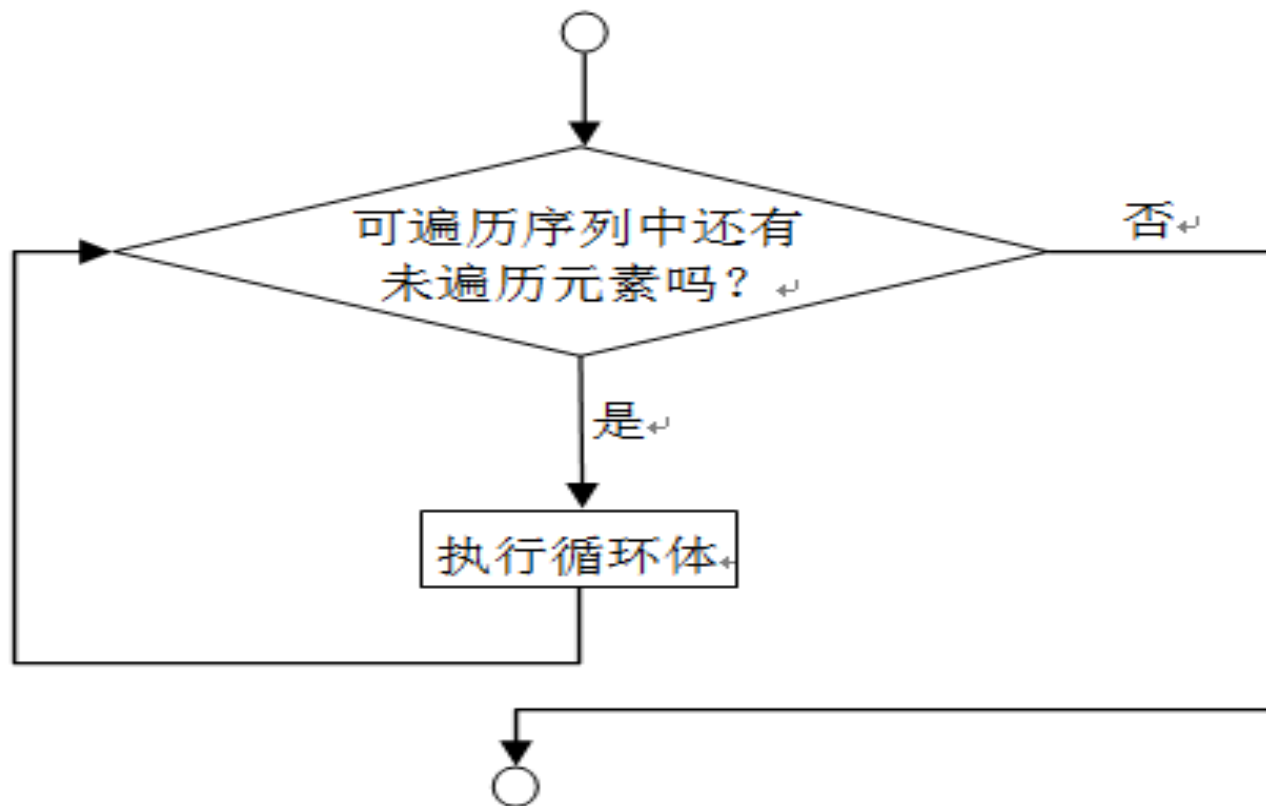 可遍历序列中还有
未遍历元素吗？
否
是
执行循环体